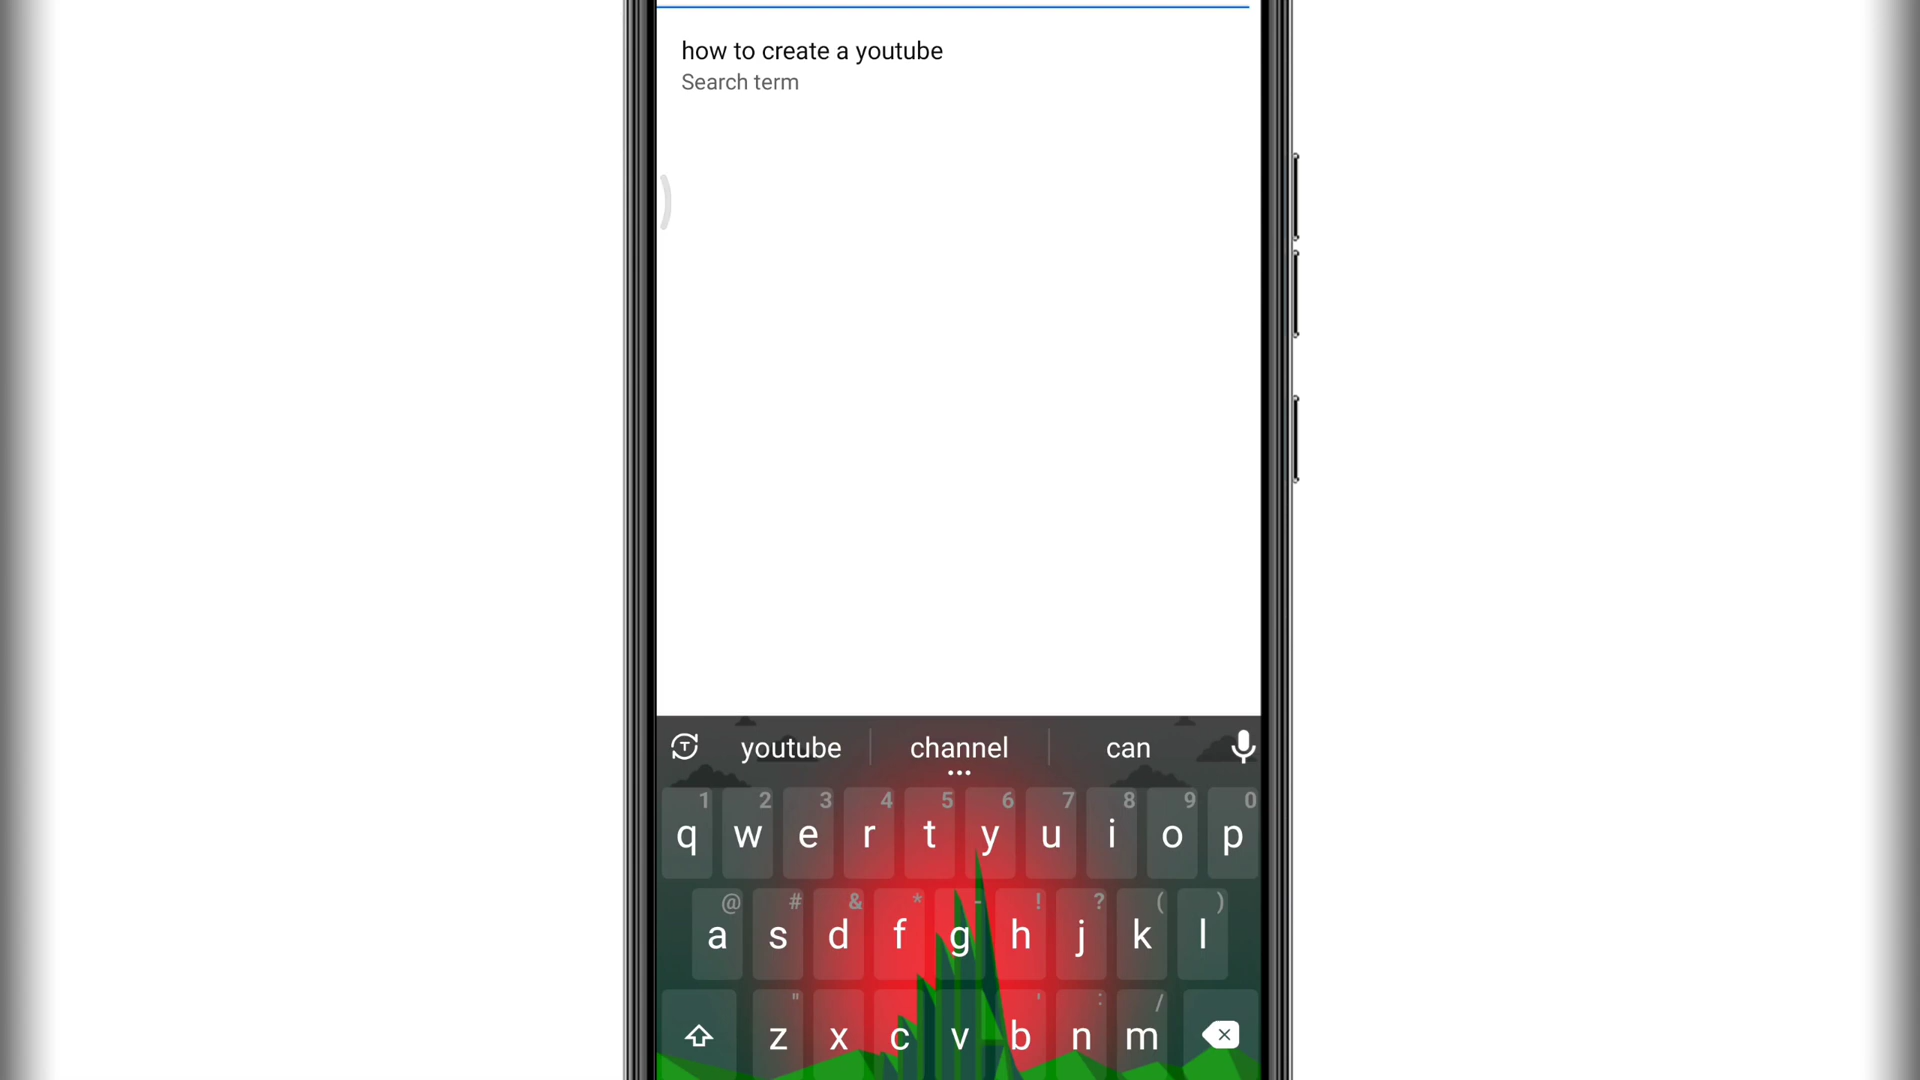 how to create a youtube
Search term
youtube channel can
1 2 3 4 5 6 7 8 9 0
q w e r t y u i o p
@ # & * - ! ? ( )
a s d f g h j k l
" ' : /
z x c v b n m